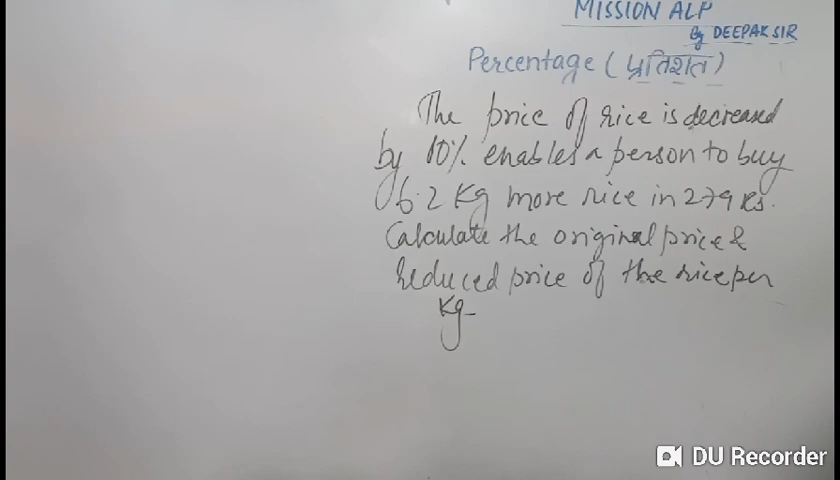 MISSION ALP
By DEEPAK SIR
Percentage (प्रतिशत)
The price of rice is decreased
by 10% enables a person to buy
6.2 Kg more rice in 279 rs.
Calculate the original price &
reduced price of the rice per
Kg
DU Recorder